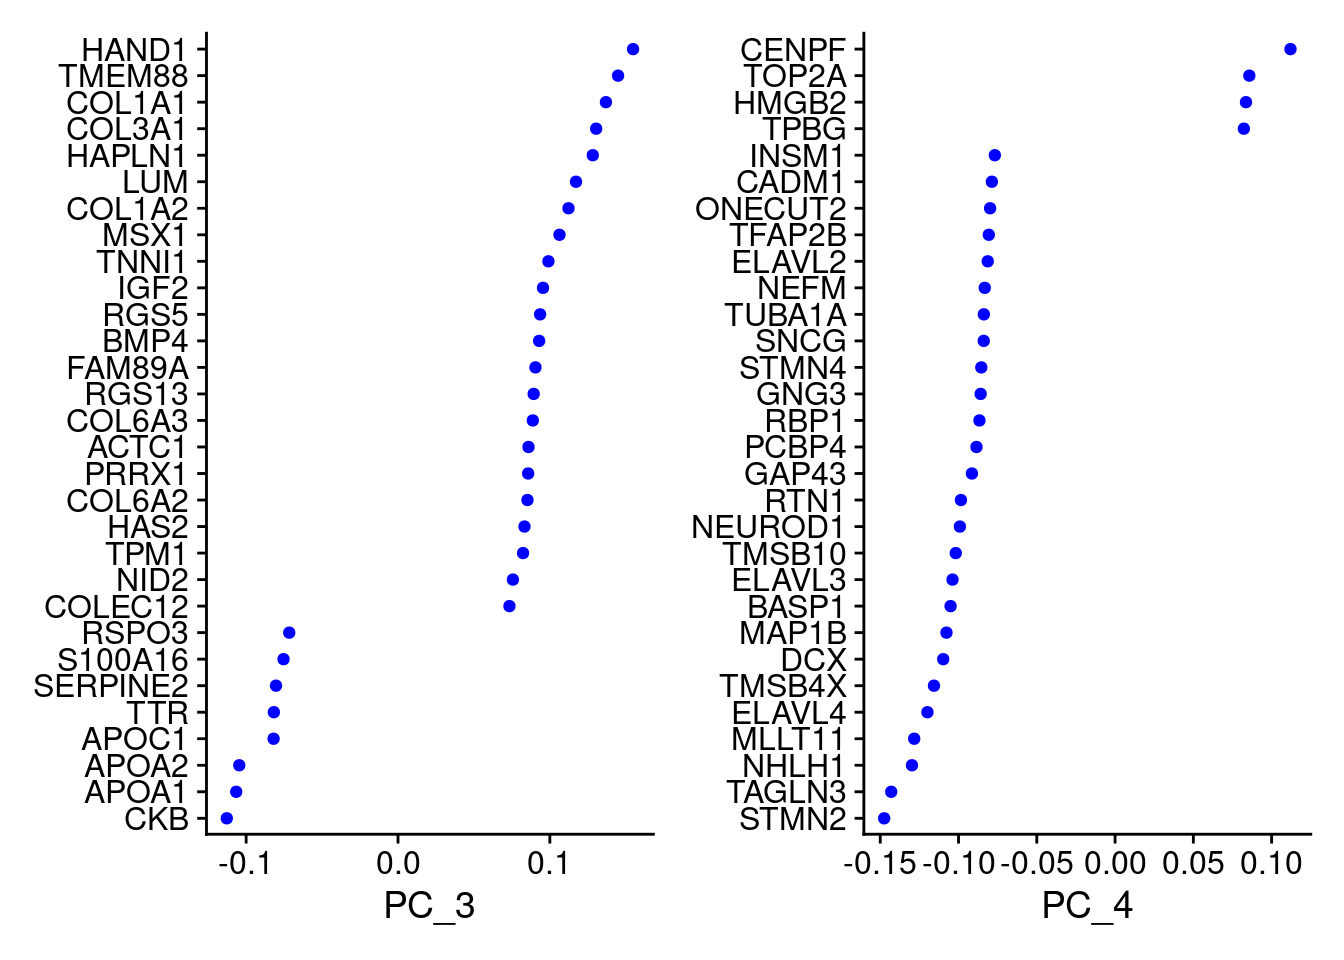 HAND1
TMEM88
COL1A1
COL3A1
HAPLN1
LUM
COL1A2
MSX1
TNNI1
IGF2
RGS5
BMP4
FAM89A
RGS13
COL6A3
ACTC1
PRRX1
COL6A2
HAS2
TPM1
NID2
COLEC12
RSPO3
S100A16
SERPINE2
TTR
APOC1
APOA2
APOA1
CKB
-0.1 0.0 0.1
PC_3
CENPF
TOP2A
HMGB2
TPBG
INSM1
CADM1
ONECUT2
TFAP2B
ELAVL2
NEFM
TUBA1A
SNCG
STMN4
GNG3
RBP1
PCBP4
GAP43
RTN1
NEUROD1
TMSB10
ELAVL3
BASP1
MAP1B
DCX
TMSB4X
ELAVL4
MLLT11
NHLH1
TAGLN3
STMN2
-0.15 -0.10 -0.05 0.00 0.05 0.10
PC_4